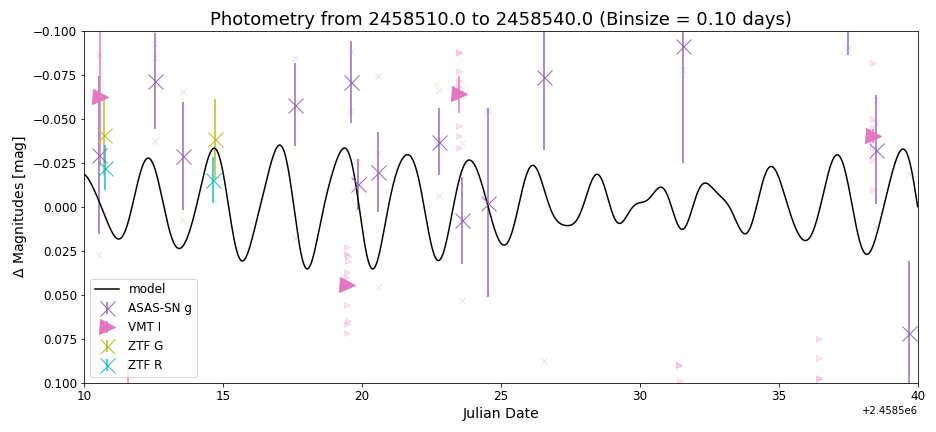 Photometry from 2458510.0 to 2458540.0 (Binsize = 0.10 days)
Δ Magnitudes [mag]
−0.100
−0.075
−0.050
−0.025
0.000
0.025
0.050
0.075
0.100
model
ASAS-SN g
VMT I
ZTF G
ZTF R
10 15 20 25 30 35 40
+2.4585e6
Julian Date